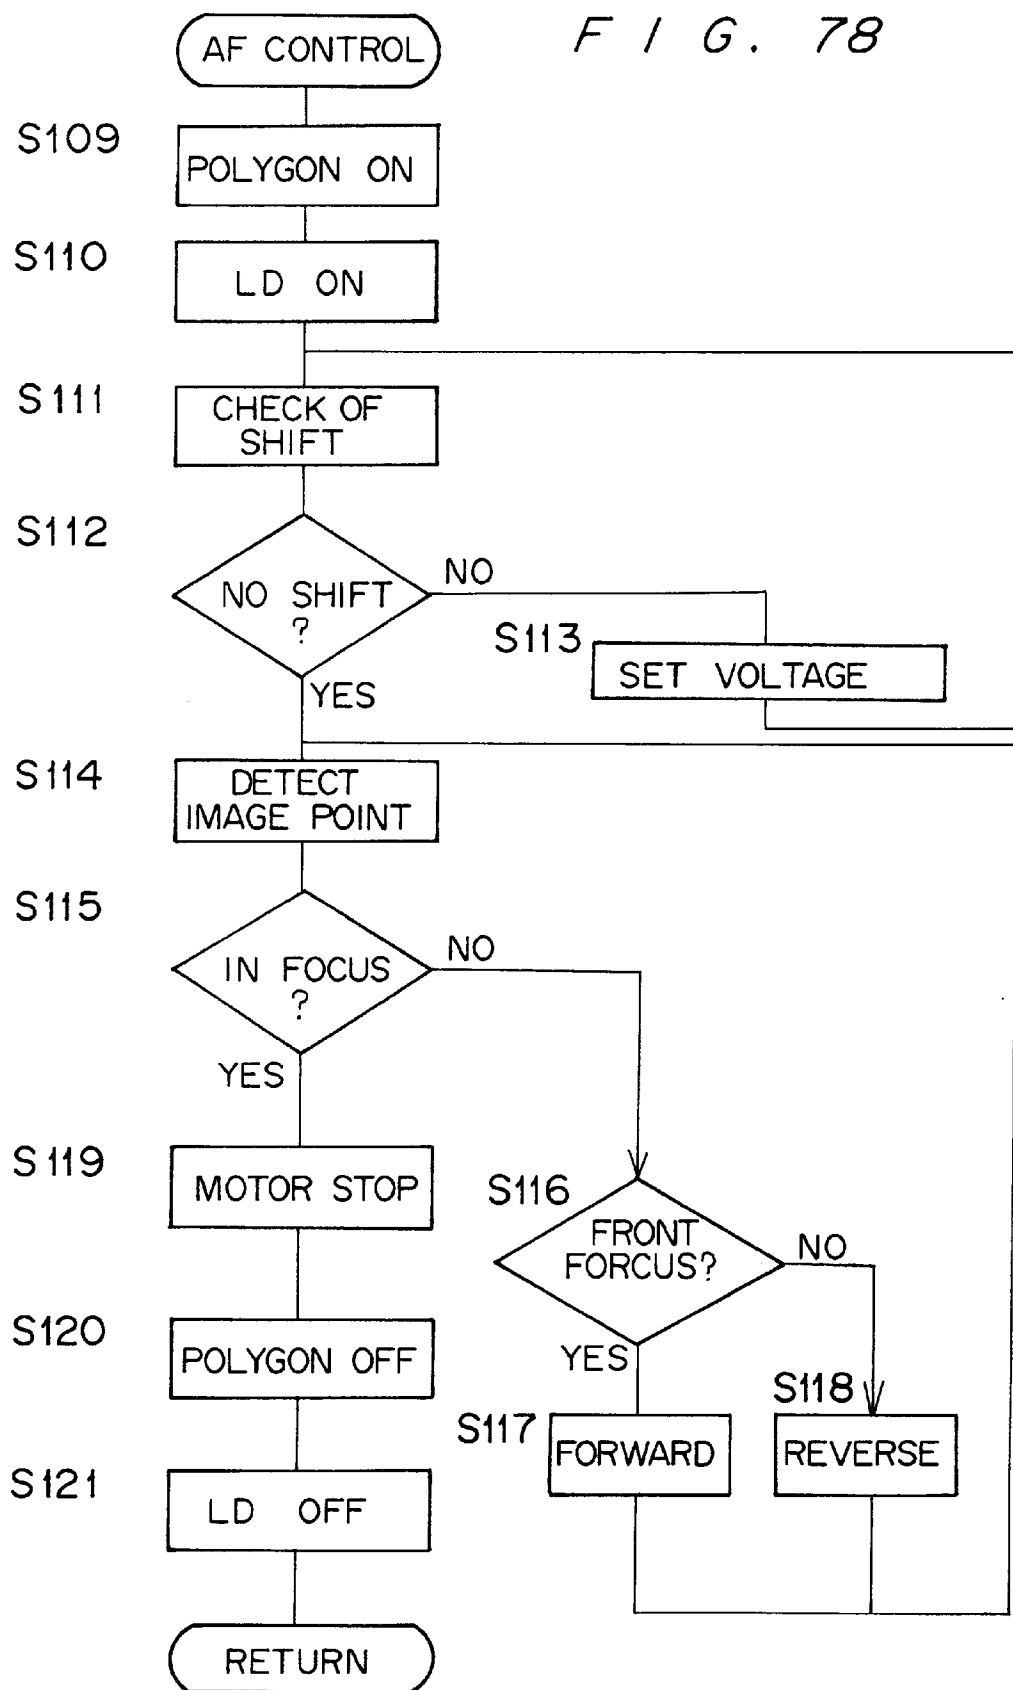 FIG. 78
AF CONTROL
S109
POLYGON ON
S110
LD ON
S111
CHECK OF
SHIFT
S112
NO SHIFT
?
NO
YES
S113
SET VOLTAGE
S114
DETECT
IMAGE POINT
S115
IN FOCUS
?
NO
YES
S116
FRONT
FORCUS?
NO
YES
S117
FORWARD
S118
REVERSE
S119
MOTOR STOP
S120
POLYGON OFF
S121
LD OFF
RETURN